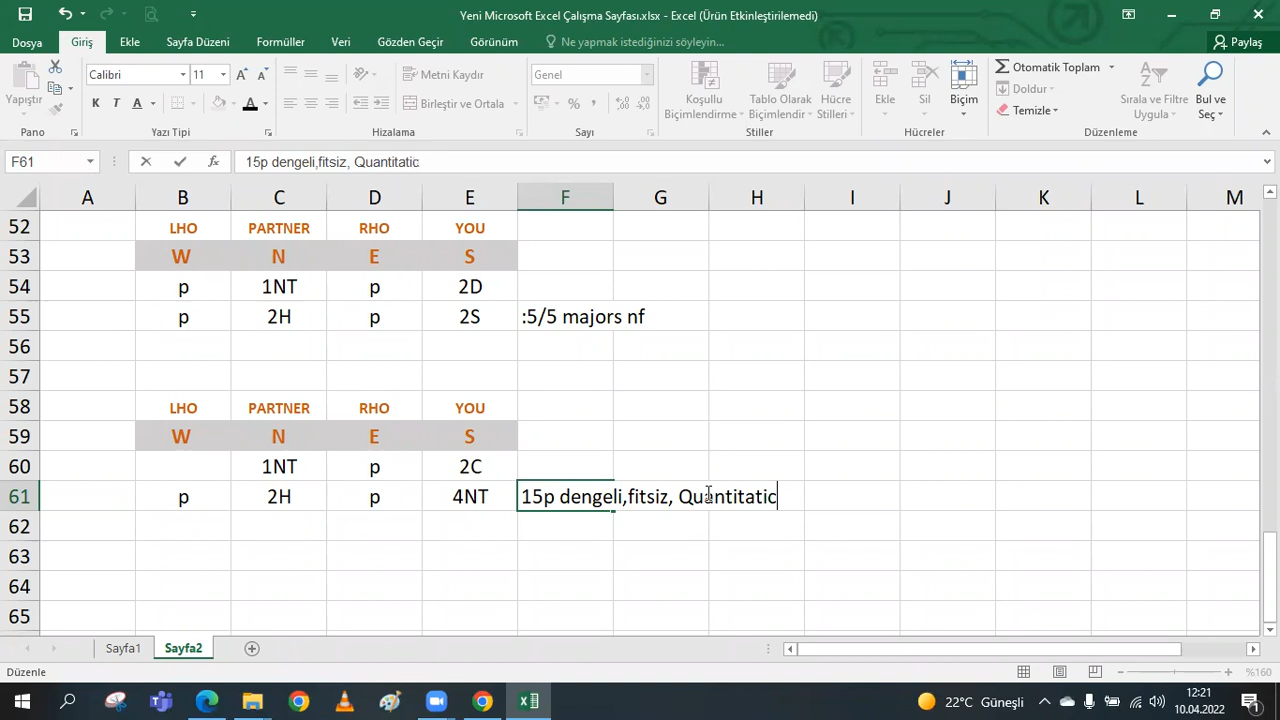 Yeni Microsoft Excel Çalışma Sayfası.xlsx - Excel (Ürün Etkinleştirilemedi)
Dosya Giriş Ekle Sayfa Düzeni Formüller Veri Gözden Geçir Görünüm Ne yapmak istediğinizi söyleyin... Paylaş
Yapıştır
Calibri 11
K T A
Metni Kaydır
Birleştir ve Ortala
Genel
Koşullu Biçimlendirme
Tablo Olarak Biçimlendir
Hücre Stilleri
Ekle Sil Biçim
Otomatik Toplam
Doldur
Temizle
Sırala ve Filtre Uygula
Bul ve Seç
Pano Yazı Tipi Hizalama Sayı Stiller Hücreler Düzenleme
F61 fx 15p dengeli,fitsiz, Quantitatic
A B C D E F G H I J K L M
52 LHO PARTNER RHO YOU
53 W N E S
54 p 1NT p 2D
55 p 2H p 2S :5/5 majors nf
56
57
58 LHO PARTNER RHO YOU
59 W N E S
60 1NT p 2C
61 p 2H p 4NT 15p dengeli,fitsiz, Quantitatic
62
63
64
65
Sayfa1 Sayfa2
Düzenle %160
22°C Güneşli 12:21
10.04.2022 1